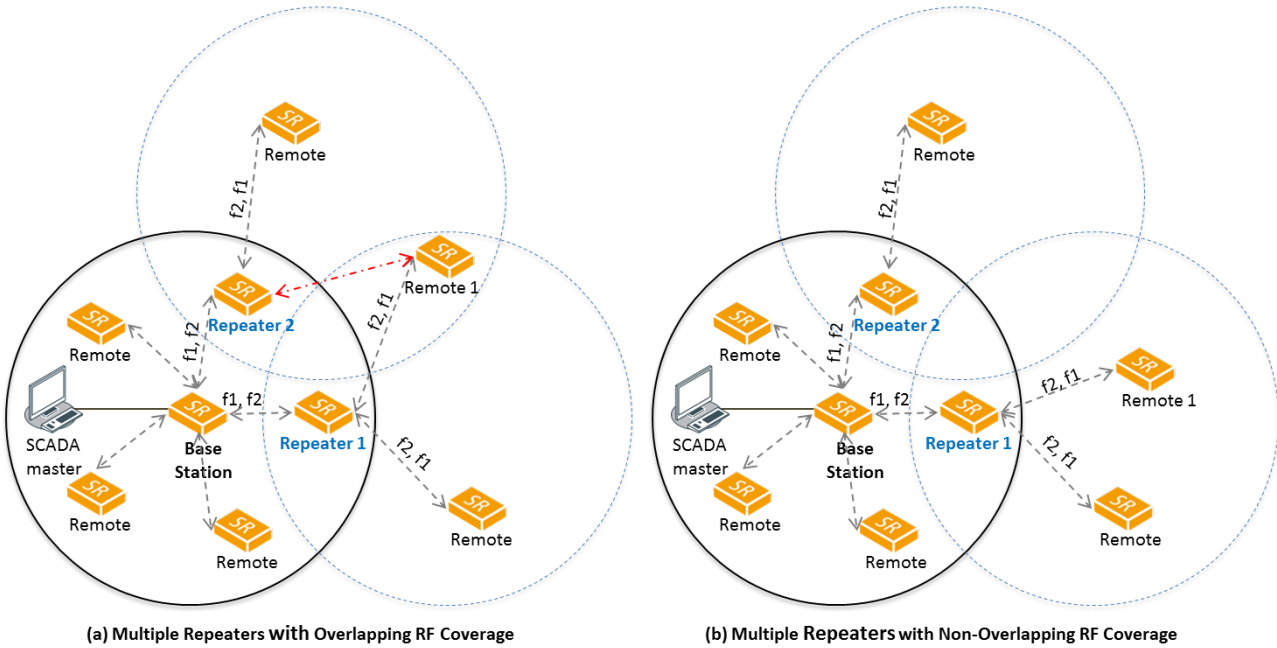 SR
Remote
f2, f1
SR
Remote 1
SR
Repeater 2
f2, f1
SR
Remote
f1, f2
SCADA
master
SR
Base
Station
f1, f2
SR
Repeater 1
f2, f1
SR
Remote
SR
Remote
SR
Remote
(a) Multiple Repeaters with Overlapping RF Coverage
SR
Remote
f2, f1
SR
Repeater 2
SR
Remote
f1, f2
SR
Remote 1
f2, f1
SCADA
master
SR
Base
Station
f1, f2
SR
Repeater 1
f2, f1
SR
Remote
SR
Remote
SR
Remote
(b) Multiple Repeaters with Non-Overlapping RF Coverage